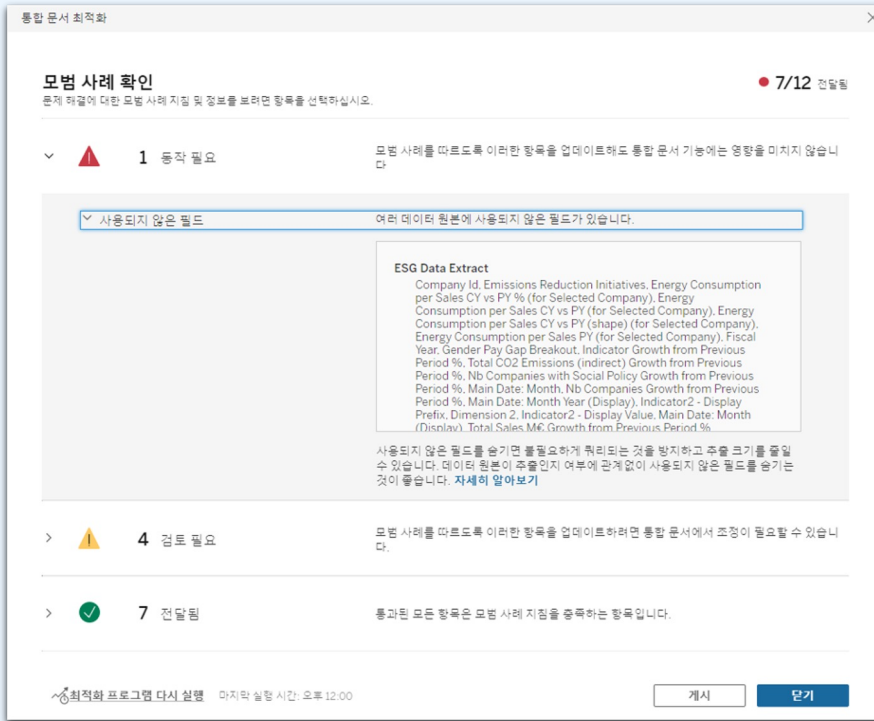 통합 문서 최적화
모범 사례 확인
7/12 전달됨
문제 해결에 대한 모범 사례 지침 및 정보를 보려면 항목을 선택하십시오.
1 동작 필요
모범 사례를 따르도록 이러한 항목을 업데이트해도 통합 문서 기능에는 영향을 미치지 않습니
다
사용되지 않은 필드
여러 데이터 원본에 사용되지 않은 필드가 있습니다.
ESG Data Extract
Company Id, Emissions Reduction Initiatives, Energy Consumption
per Sales CY vs PY % (for Selected Company), Energy
Consumption per Sales CY vs PY (for Selected Company), Energy
Consumption per Sales CY vs PY (shape) (for Selected Company),
Energy Consumption per Sales PY (for Selected Company), Fiscal
Year, Gender Pay Gap Breakout, Indicator Growth from Previous
Period %, Total CO2 Emissions (indirect) Growth from Previous
Period %, Nb Companies with Social Policy Growth from Previous
Period %, Main Date: Month, Nb Companies Growth from Previous
Period %, Main Date: Month Year (Display), Indicator2 - Display
Prefix, Dimension 2, Indicator2 - Display Value, Main Date: Month
(Display), Total Sales M€ Growth from Previous Period %
사용되지 않은 필드를 숨기면 불필요하게 쿼리되는 것을 방지하고 추출 크기를 줄일
수 있습니다. 데이터 원본이 추출인지 여부에 관계없이 사용되지 않은 필드를 숨기는
것이 좋습니다. 자세히 알아보기
4 검토 필요
모범 사례를 따르도록 이러한 항목을 업데이트하려면 통합 문서에서 조정이 필요할 수 있습니
다.
7 전달됨
통과된 모든 항목은 모범 사례 지침을 충족하는 항목입니다.
최적화 프로그램 다시 실행 마지막 실행 시간: 오후 12:00
게시
닫기